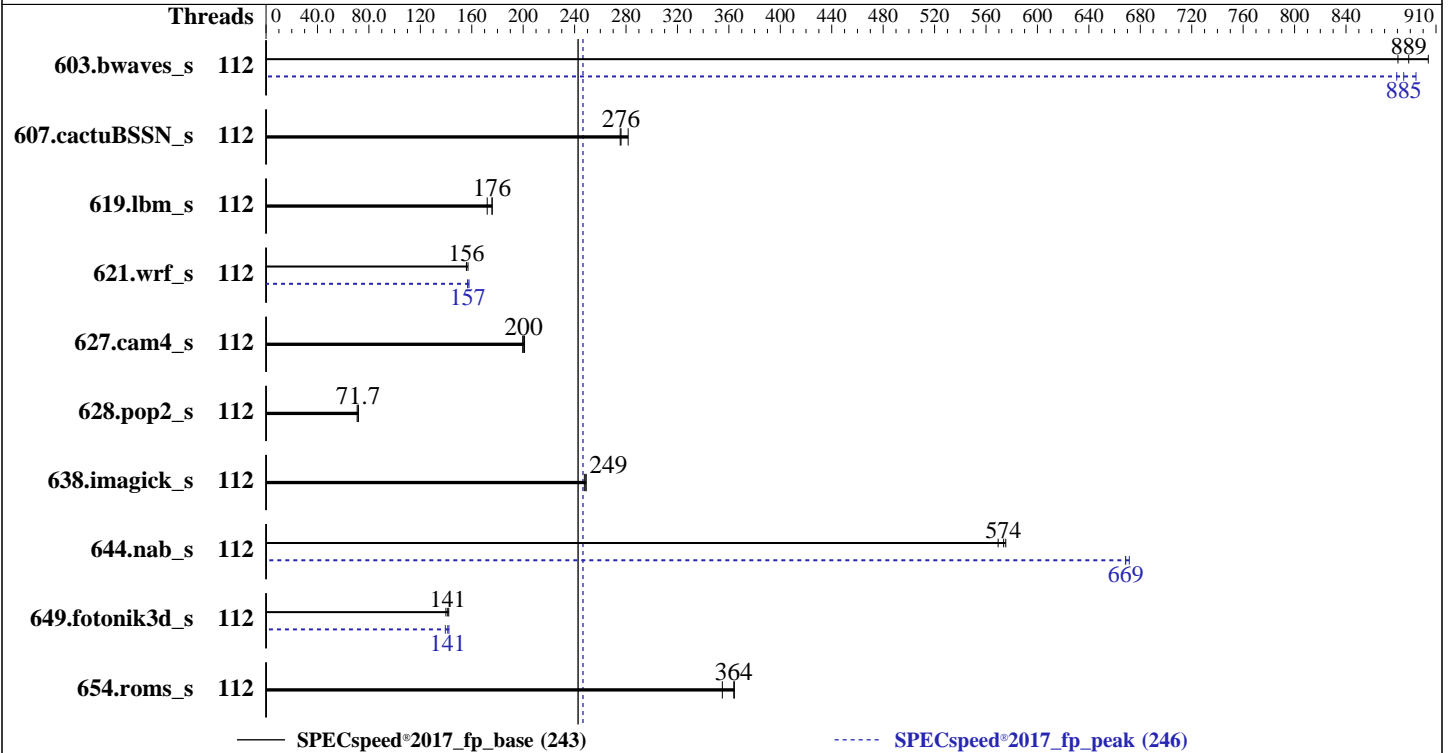 Threads 0 40.0 80.0 120 160 200 240 280 320 360 400 440 480 520 560 600 640 680 720 760 800 840 910
889
603.bwaves_s 112
885
276
607.cactuBSSN_s 112
176
619.lbm_s 112
156
621.wrf_s 112
157
200
627.cam4_s 112
71.7
628.pop2_s 112
249
638.imagick_s 112
574
644.nab_s 112
669
141
649.fotonik3d_s 112
141
364
654.roms_s 112
SPECspeed®2017_fp_base (243) SPECspeed®2017_fp_peak (246)